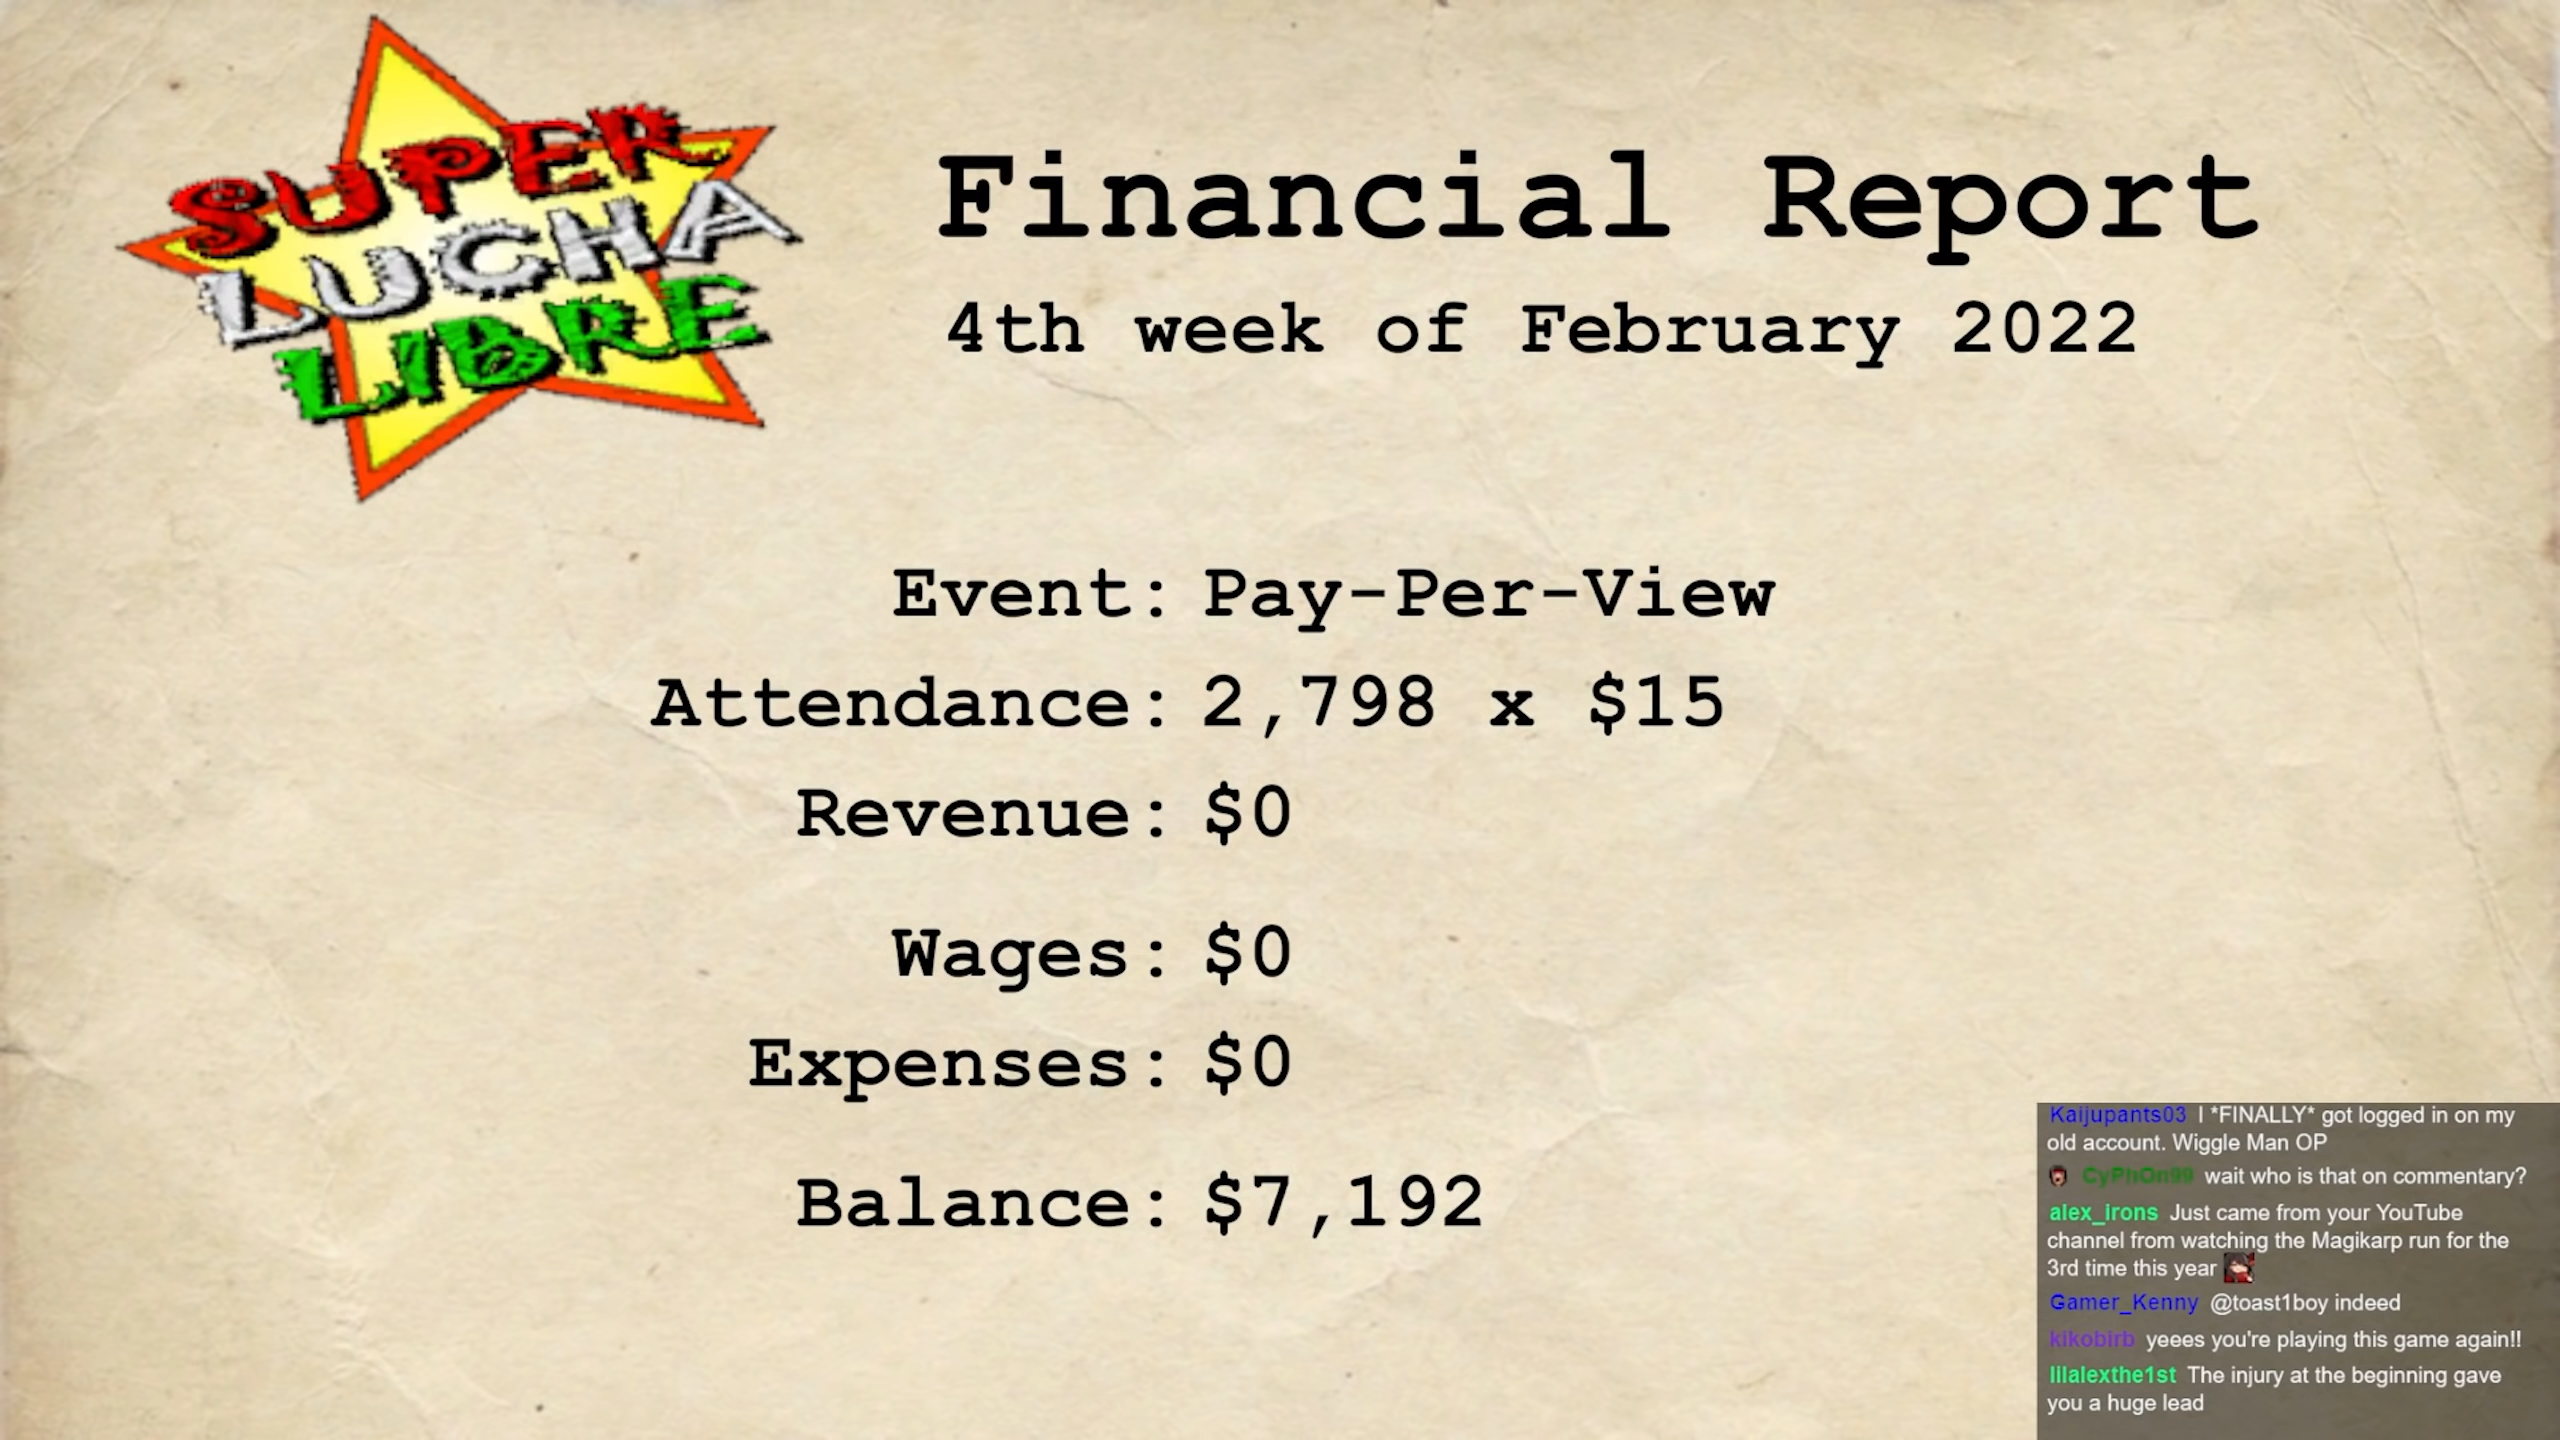 SUPER
LUCHA
LIBRE
Financial Report
4th week of February 2022
Event: Pay-Per-View
Attendance: 2,798 x $15
Revenue: $0
Wages: $0
Expenses: $0
Balance: $7,192
Kaijupants03 I *FINALLY* got logged in on my
old account. Wiggle Man OP
CyPhOn99 wait who is that on commentary?
alex_irons Just came from your YouTube
channel from watching the Magikarp run for the
3rd time this year
Gamer_Kenny @toast1boy indeed
kikobirb yeees you're playing this game again!!
lilalexthe1st The injury at the beginning gave
you a huge lead